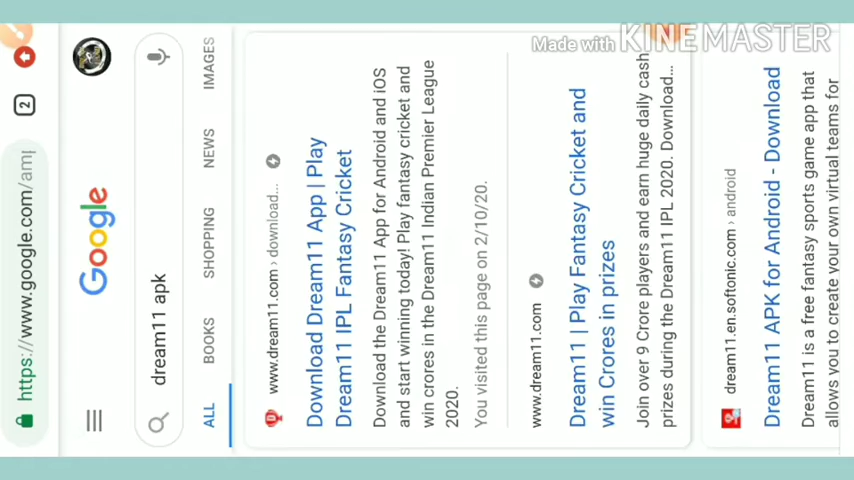 Made with KINEMASTER
2
https://www.google.com/am
Google
dream11 apk
ALL BOOKS SHOPPING NEWS IMAGES
www.dream11.com › download...
Download Dream11 App | Play
Dream11 IPL Fantasy Cricket
Download the Dream11 App for Android and iOS
and start winning today! Play fantasy cricket and
win crores in the Dream11 Indian Premier League
2020.
You visited this page on 2/10/20.
www.dream11.com
Dream11 | Play Fantasy Cricket and
win Crores in prizes
Join over 9 Crore players and earn huge daily cash
prizes during the Dream11 IPL 2020. Download...
dream11.en.softonic.com › android
Dream11 APK for Android - Download
Dream11 is a free fantasy sports game app that
allows you to create your own virtual teams for